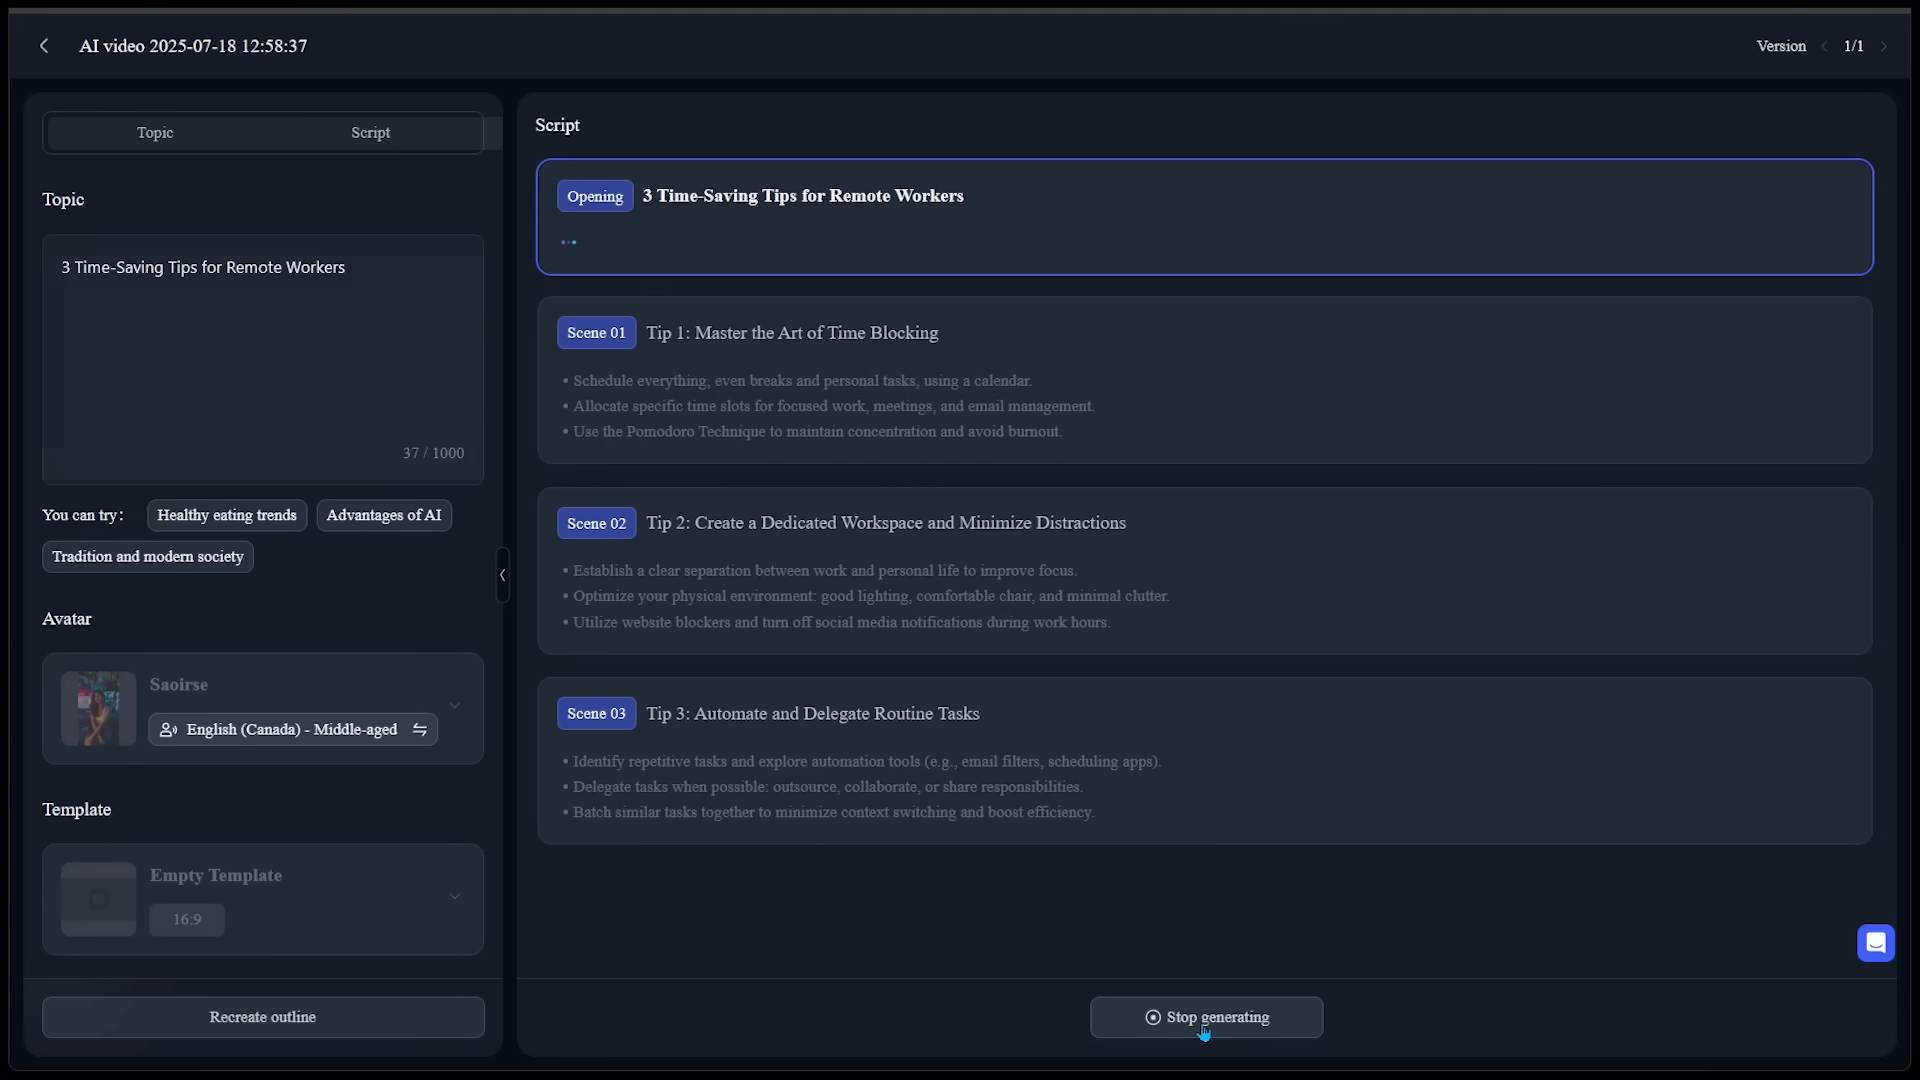 AI video 2025-07-18 12:58:37
Version 1/1
Topic Script
Topic
3 Time-Saving Tips for Remote Workers
37 / 1000
You can try: Healthy eating trends Advantages of AI
Tradition and modern society
Avatar
Saoirse
English (Canada) - Middle-aged
Template
Empty Template
16:9
Recreate outline
Script
Opening 3 Time-Saving Tips for Remote Workers
Scene 01 Tip 1: Master the Art of Time Blocking
• Schedule everything, even breaks and personal tasks, using a calendar.
• Allocate specific time slots for focused work, meetings, and email management.
• Use the Pomodoro Technique to maintain concentration and avoid burnout.
Scene 02 Tip 2: Create a Dedicated Workspace and Minimize Distractions
• Establish a clear separation between work and personal life to improve focus.
• Optimize your physical environment: good lighting, comfortable chair, and minimal clutter.
• Utilize website blockers and turn off social media notifications during work hours.
Scene 03 Tip 3: Automate and Delegate Routine Tasks
• Identify repetitive tasks and explore automation tools (e.g., email filters, scheduling apps).
• Delegate tasks when possible: outsource, collaborate, or share responsibilities.
• Batch similar tasks together to minimize context switching and boost efficiency.
Stop generating